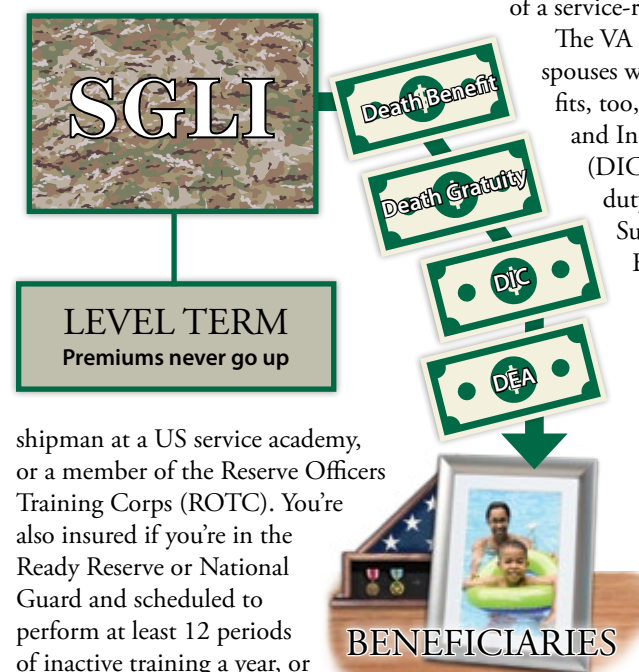 of a service-r
The VA
spouses w
fits, too,
and In
(DIC
duty
Su
SGLI
Death Benefit
Death Gratuity
DIC
DEA
LEVEL TERM
Premiums never go up
shipman at a US service academy,
or a member of the Reserve Officers
Training Corps (ROTC). You're
also insured if you're in the
Ready Reserve or National
Guard and scheduled to
perform at least 12 periods
of inactive training a year, or
BENEFICIARIES